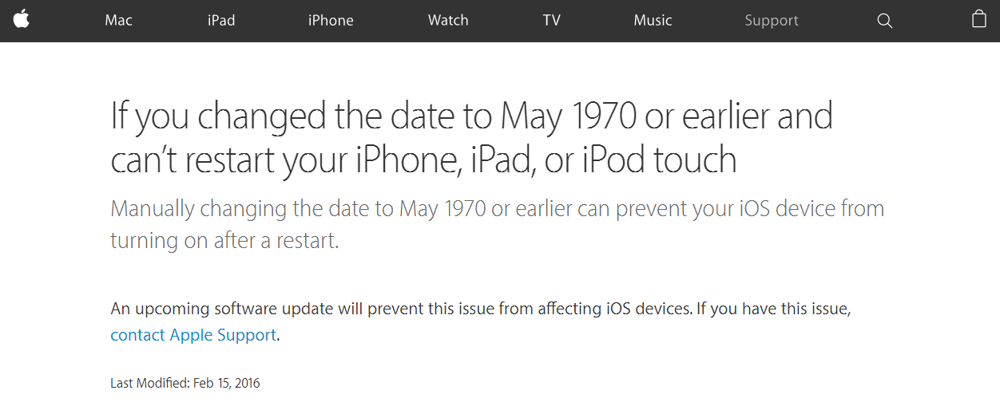 Mac iPad iPhone Watch TV Music Support
If you changed the date to May 1970 or earlier and
can’t restart your iPhone, iPad, or iPod touch
Manually changing the date to May 1970 or earlier can prevent your iOS device from
turning on after a restart.
An upcoming software update will prevent this issue from affecting iOS devices. If you have this issue,
contact Apple Support.
Last Modified: Feb 15, 2016